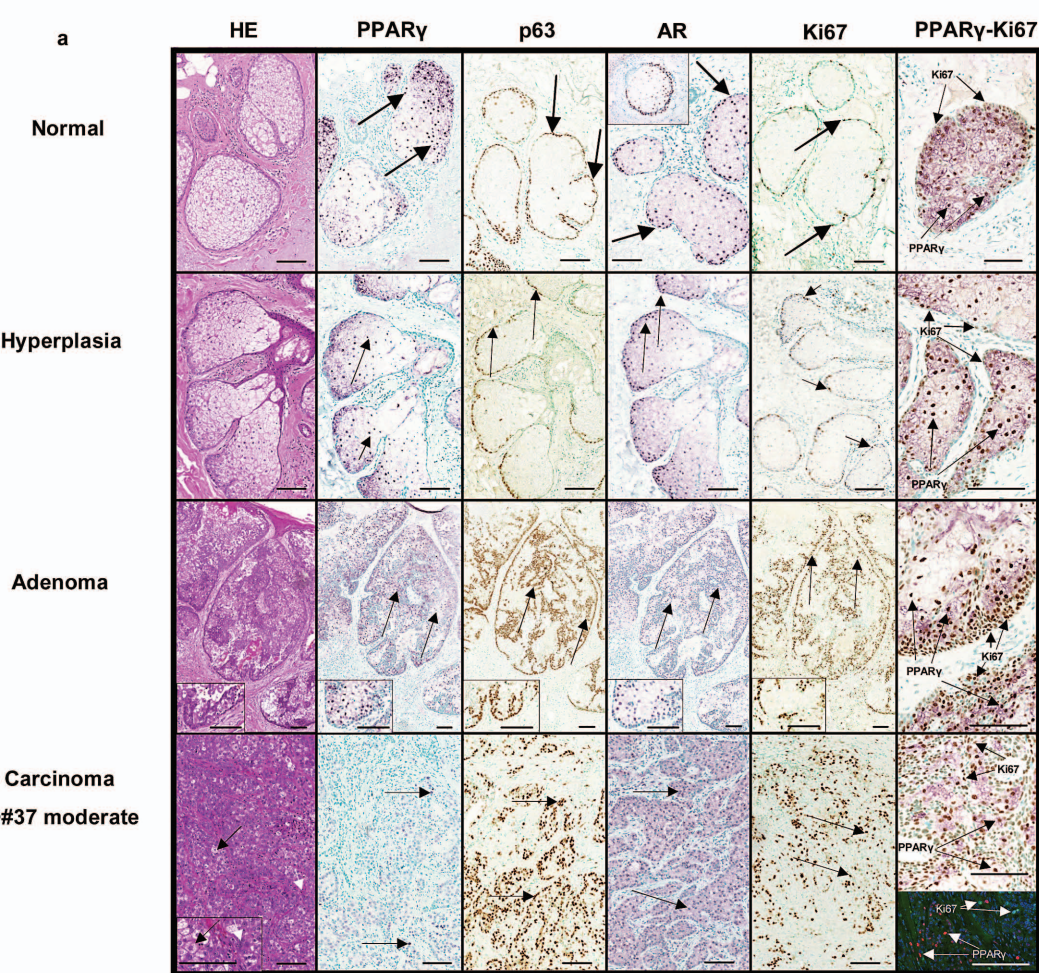 a
HE PPARγ p63 AR Ki67 PPARγ-Ki67
Normal
Ki67
PPARγ
Hyperplasia
Ki67
PPARγ
Adenoma
Ki67
PPARγ
Carcinoma
#37 moderate
Ki67
PPARγ
Ki67
PPARγ